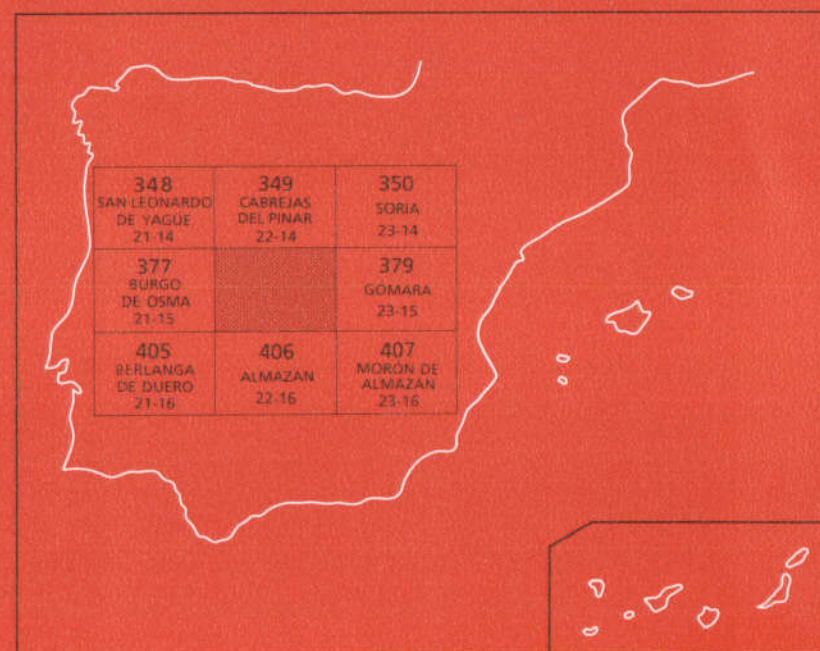 348
SAN LEONARDO
DE YAGÜE
21-14
349
CABREJAS
DEL PINAR
22-14
350
SORIA
23-14
377
BURGO
DE OSMA
21-15
379
GOMARA
23-15
405
BERLANGA
DE DUERO
21-16
406
ALMAZAN
22-16
407
MORÓN DE
ALMAZÁN
23-16